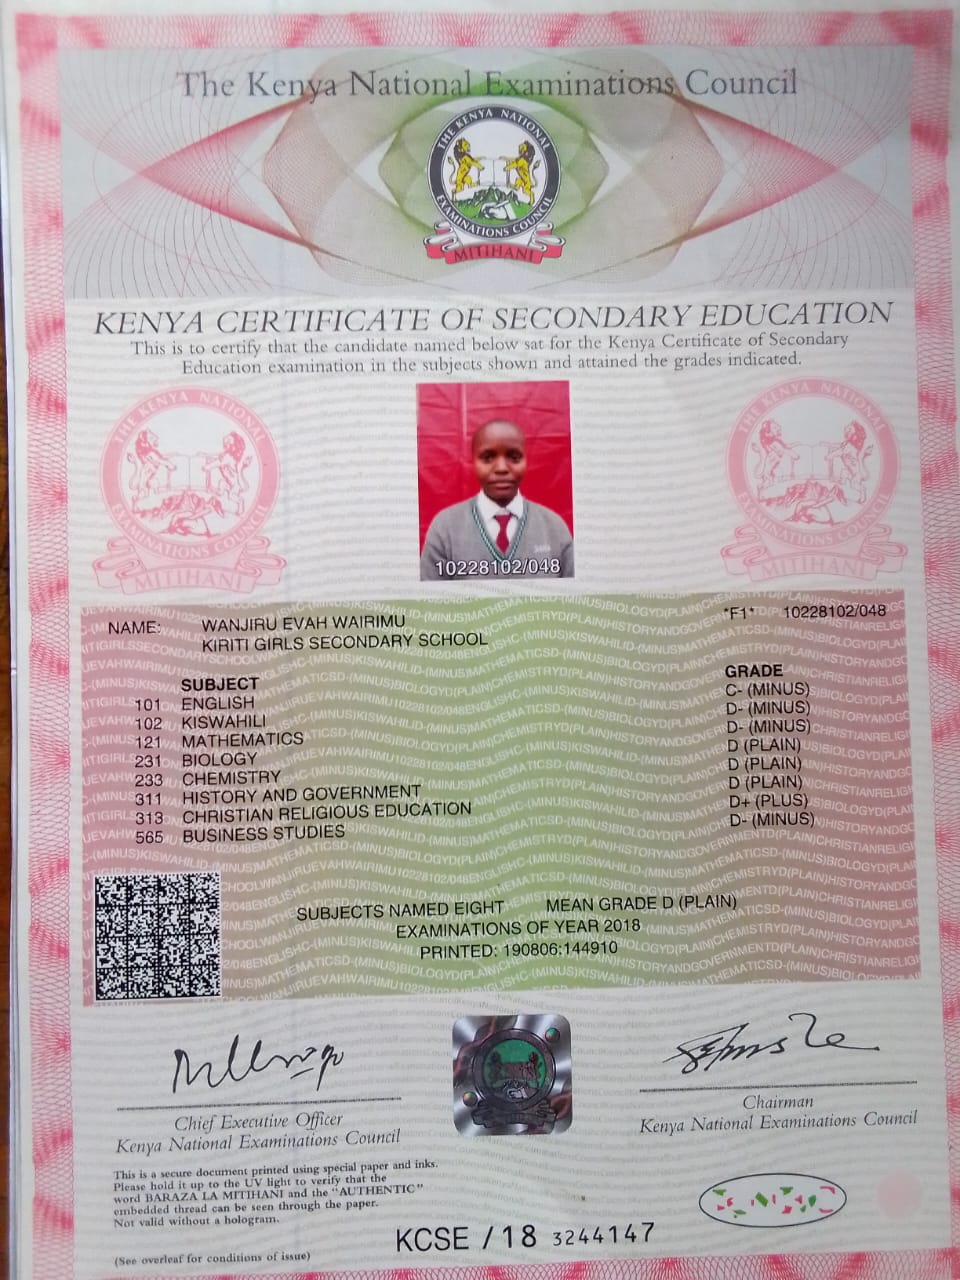 The Kenya National Examinations Council
THE KENYA NATIONAL
EXAMINATIONS COUNCIL
MITIHANI
KENYA CERTIFICATE OF SECONDARY EDUCATION
This is to certify that the candidate named below sat for the Kenya Certificate of Secondary
Education examination in the subjects shown and attained the grades indicated.
THE KENYA NATIONAL
EXAMINATIONS COUNCIL
MITIHANI
THE KENYA NATIONAL
EXAMINATIONS COUNCIL
MITIHANI
10228102/048
NAME: WANJIRU EVAH WAIRIMU *F1* 10228102/048
KIRITI GIRLS SECONDARY SCHOOL
SUBJECT GRADE
101 ENGLISH C- (MINUS)
102 KISWAHILI D- (MINUS)
121 MATHEMATICS D- (MINUS)
231 BIOLOGY D (PLAIN)
233 CHEMISTRY D (PLAIN)
311 HISTORY AND GOVERNMENT D (PLAIN)
313 CHRISTIAN RELIGIOUS EDUCATION D+ (PLUS)
565 BUSINESS STUDIES D- (MINUS)
SUBJECTS NAMED EIGHT MEAN GRADE D (PLAIN)
EXAMINATIONS OF YEAR 2018
PRINTED: 190806:144910
Chief Executive Officer
Kenya National Examinations Council
Chairman
Kenya National Examinations Council
This is a secure document printed using special paper and inks.
Please hold it up to the UV light to verify that the
word BARAZA LA MITIHANI and the "AUTHENTIC"
embedded thread can be seen through the paper.
Not valid without a hologram.
(See overleaf for conditions of issue)
KCSE / 18 3244147